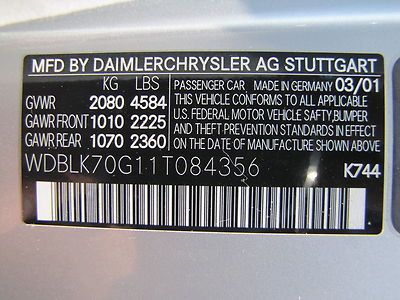 MFD BY DAIMLERCHRYSLER AG STUTTGART
KG LBS
GVWR 2080 4584
GAWR FRONT 1010 2225
GAWR REAR 1070 2360
PASSENGER CAR MADE IN GERMANY 03/01
THIS VEHICLE CONFORMS TO ALL APPLICABLE
U.S. FEDERAL MOTOR VEHICLE SAFTY,BUMPER
AND THEFT PREVENTION STANDARDS IN EFFECT
ON THE DATE OF MANUFACTURE SHOWN ABOVE
WDBLK70G11T084356
K744